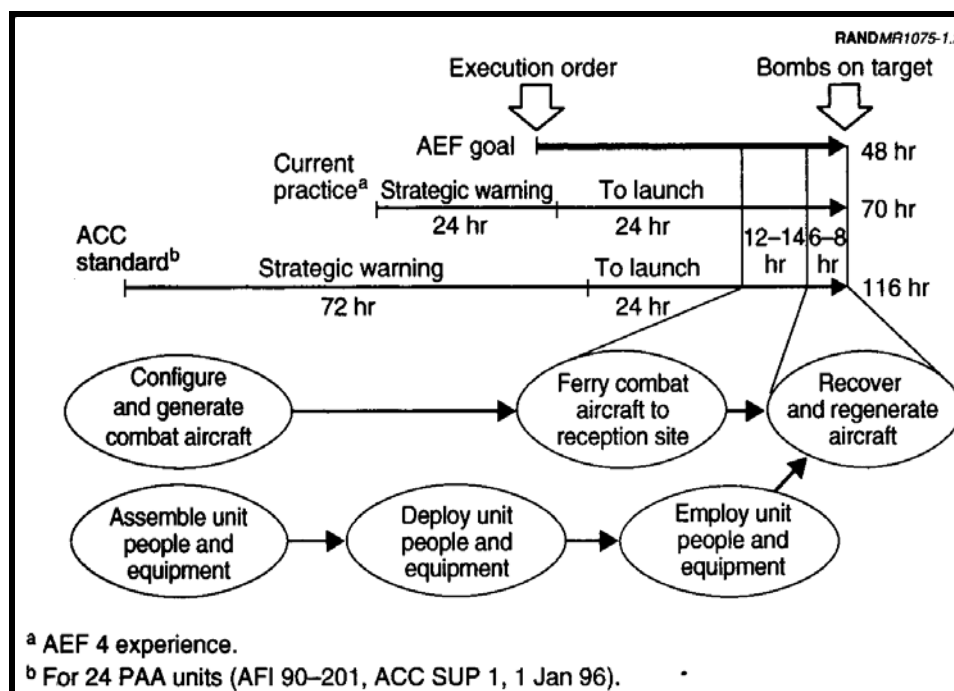 RANDMR1075-1.
Execution order
Bombs on target
AEF goal
48 hr
Current
practiceᵃ
Strategic warning
To launch
70 hr
24 hr
24 hr
12–14
hr
6–8
hr
ACC
standardᵇ
Strategic warning
To launch
116 hr
72 hr
24 hr
Configure
and generate
combat aircraft
Ferry combat
aircraft to
reception site
Recover
and regenerate
aircraft
Assemble unit
people and
equipment
Deploy unit
people and
equipment
Employ unit
people and
equipment
ᵃ AEF 4 experience.
ᵇ For 24 PAA units (AFI 90–201, ACC SUP 1, 1 Jan 96).